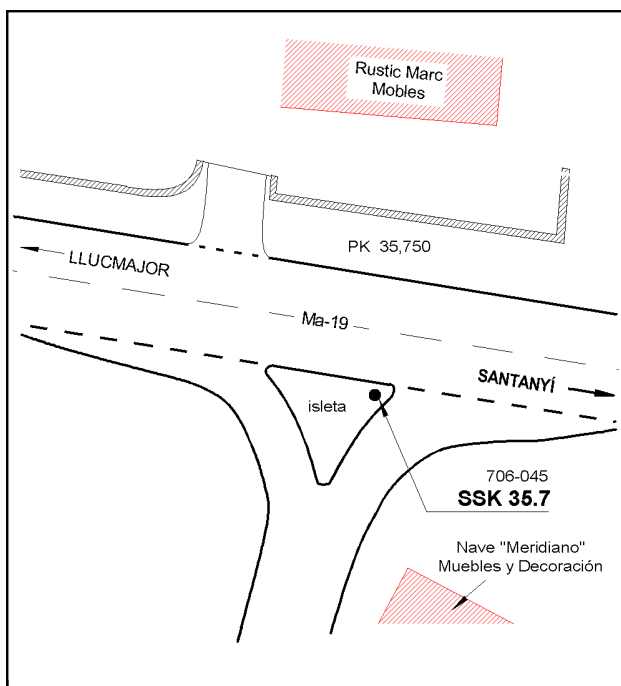 Rustic Marc
Mobles
PK 35,750
LLUCMAJOR
Ma-19
SANTANYÍ
isleta
706-045
SSK 35.7
Nave "Meridiano"
Muebles y Decoración